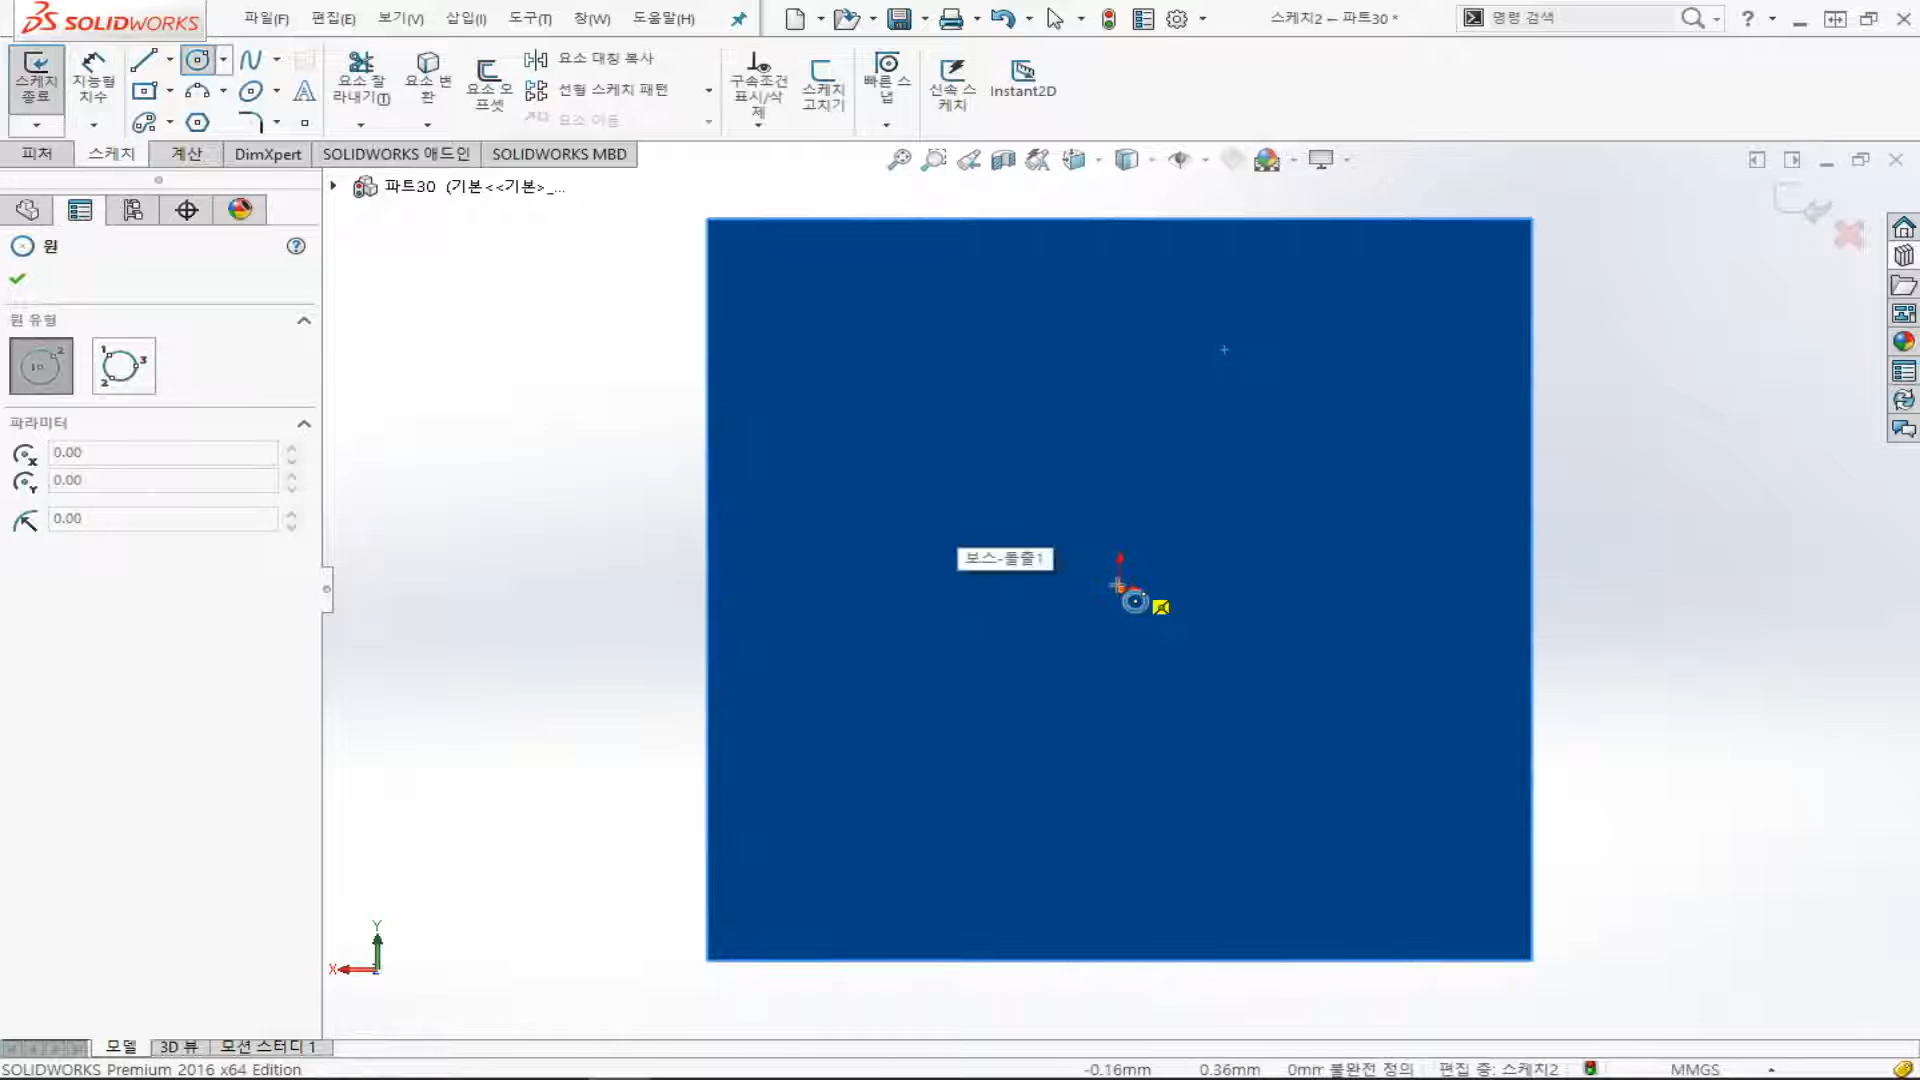 SOLIDWORKS 파일(F) 편집(E) 보기(V) 삽입(I) 도구(T) 창(W) 도움말(H) 스케치2 – 파트30 * 명령 검색 ?
스케치 종료
지능형 치수
요소 잘라내기(T)
요소 변환
요소 오프셋
요소 대칭 복사
선형 스케치 패턴
요소 이동
구속조건 표시/삭제
스케치 고치기
빠른 스냅
신속 스케치
Instant2D
피처 스케치 계산 DimXpert SOLIDWORKS 애드인 SOLIDWORKS MBD
파트30 (기본<<기본>_...
원
원 유형
파라미터
0.00
0.00
0.00
보스-돌출1
Y
X
모델 3D 뷰 모션 스터디 1
SOLIDWORKS Premium 2016 x64 Edition -0.16mm 0.36mm 0mm 불완전 정의 편집 중: 스케치2 MMGS